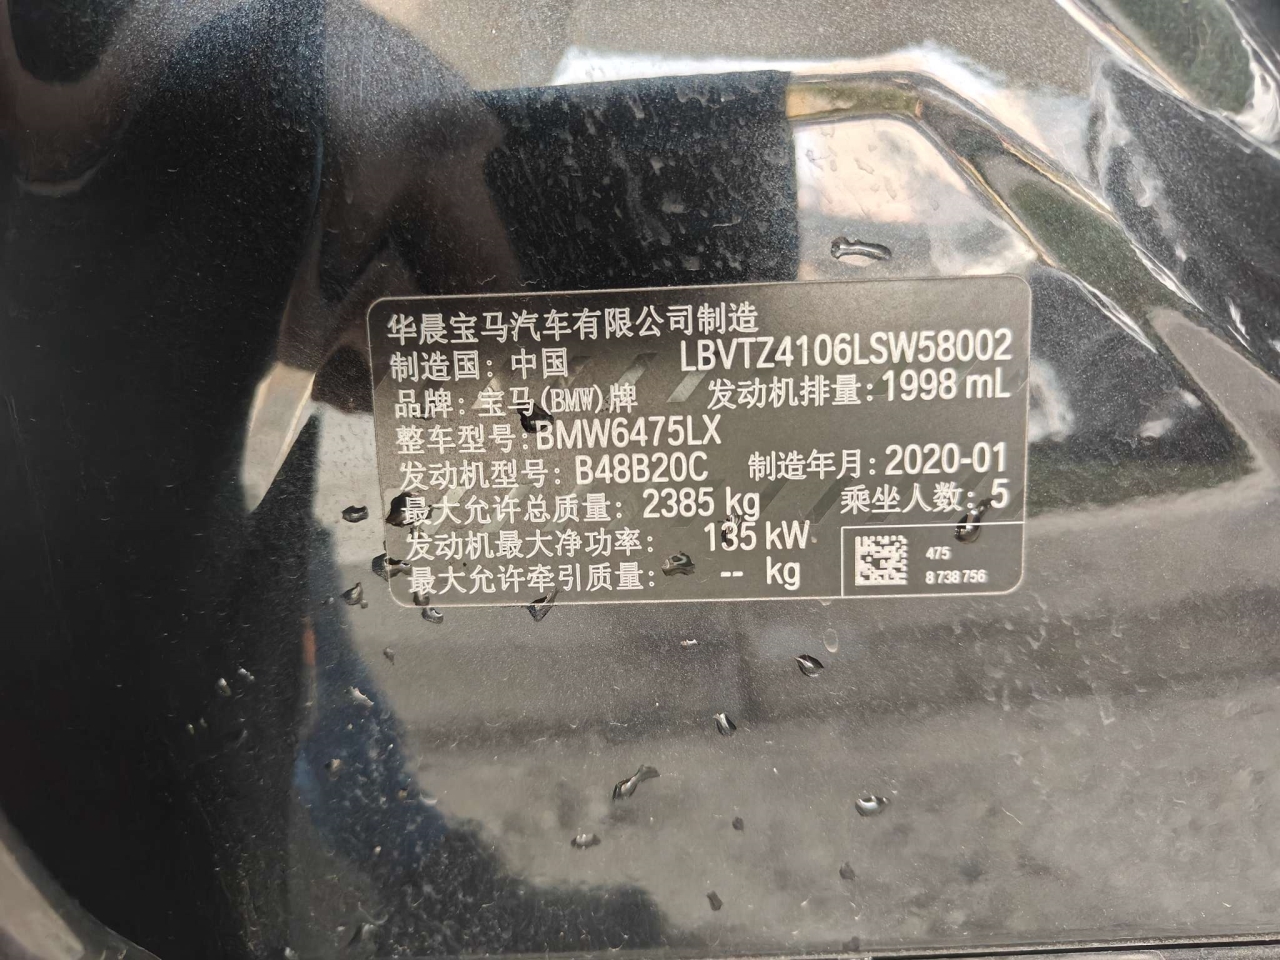 华晨宝马汽车有限公司制造
制造国：中国 LBVTZ4106LSW58002
品牌：宝马(BMW)牌 发动机排量：1998 mL
整车型号：BMW6475LX
发动机型号：B48B20C 制造年月：2020-01
最大允许总质量：2385 kg 乘坐人数：5
发动机最大净功率：135 kW
最大允许牵引质量：-- kg
475
8 738 756